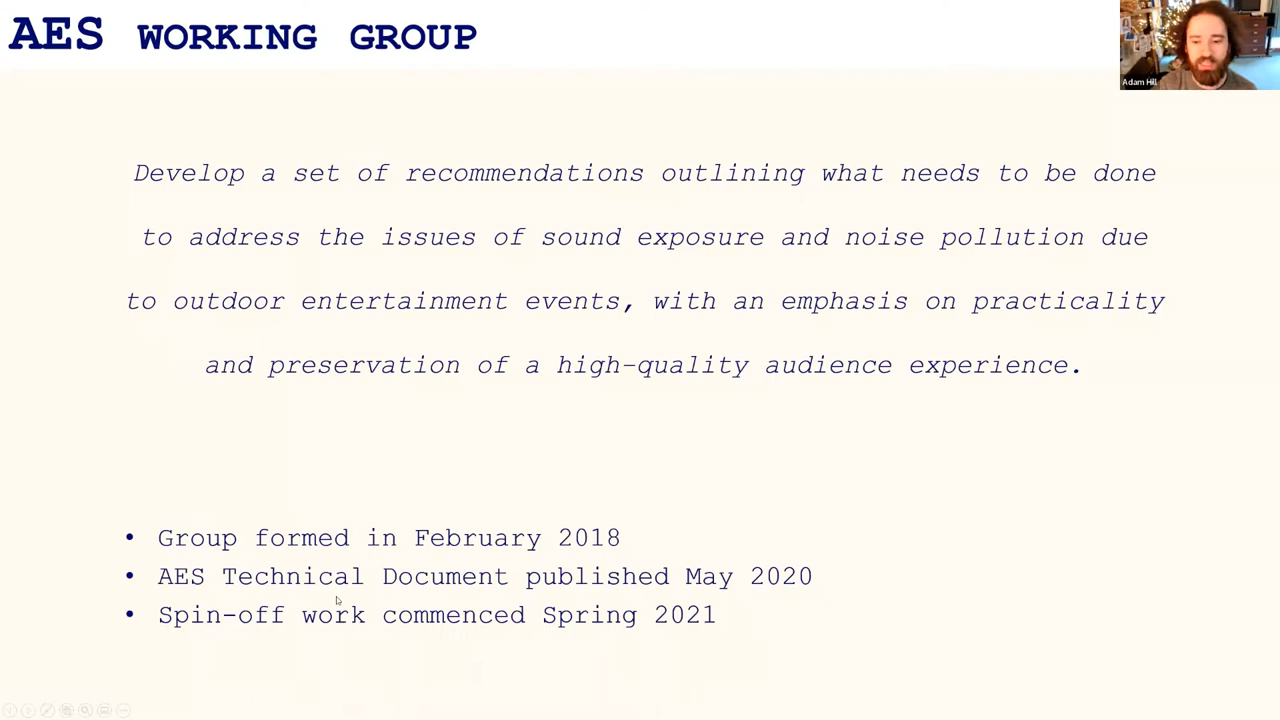 AES WORKING GROUP
Adam Hill
Develop a set of recommendations outlining what needs to be done
to address the issues of sound exposure and noise pollution due
to outdoor entertainment events, with an emphasis on practicality
and preservation of a high-quality audience experience.
• Group formed in February 2018
• AES Technical Document published May 2020
• Spin-off work commenced Spring 2021